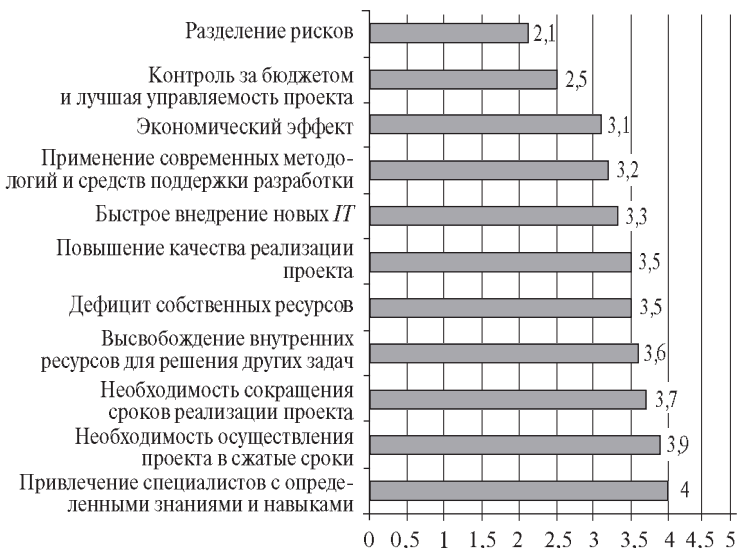 Разделение рисков
2,1
Контроль за бюджетом
и лучшая управляемость проекта
2,5
Экономический эффект
3,1
Применение современных методо-
логий и средств поддержки разработки
3,2
Быстрое внедрение новых IT
3,3
Повышение качества реализации
проекта
3,5
Дефицит собственных ресурсов
3,5
Высвобождение внутренних
ресурсов для решения других задач
3,6
Необходимость сокращения
сроков реализации проекта
3,7
Необходимость осуществления
проекта в сжатые сроки
3,9
Привлечение специалистов с опреде-
ленными знаниями и навыками
4
0 0,5 1 1,5 2 2,5 3 3,5 4 4,5 5